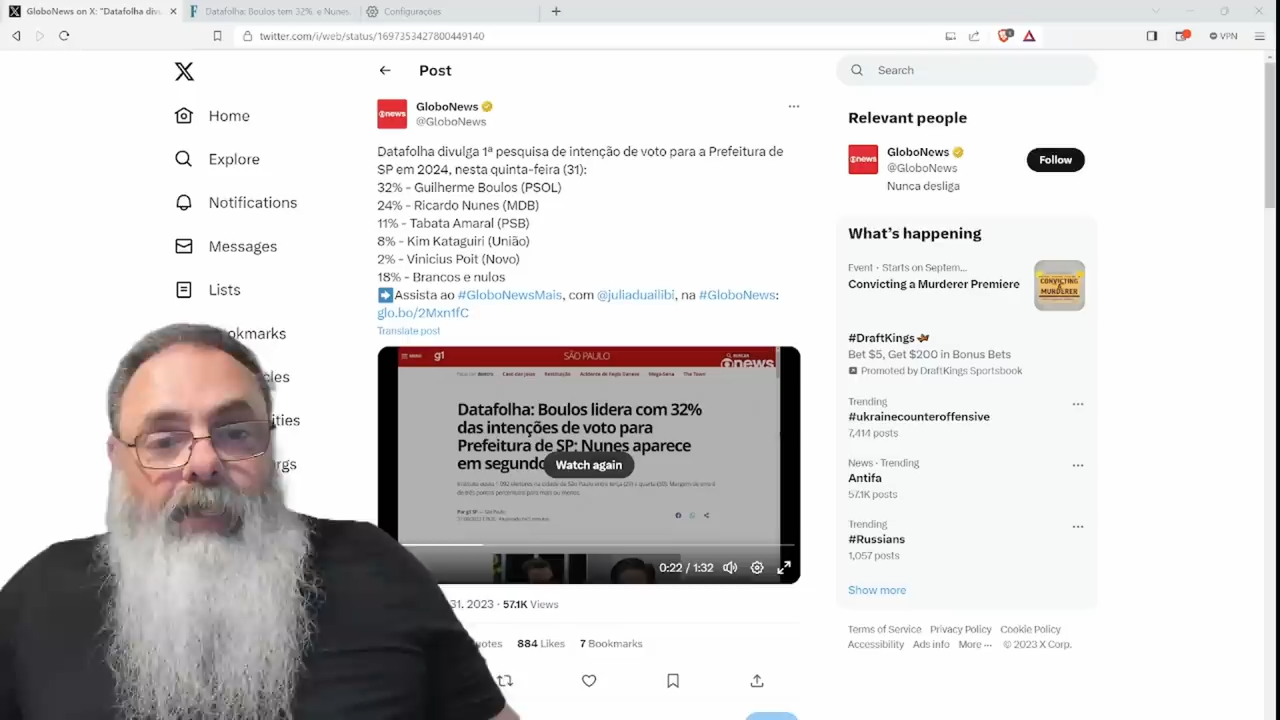 GloboNews on X: "Datafolha divu
Datafolha: Boulos tem 32%, e Nunes,
Configurações
twitter.com/i/web/status/1697353427800449140
VPN
Home
Explore
Notifications
Messages
Lists
okmarks
Post
GloboNews
@GloboNews
Datafolha divulga 1ª pesquisa de intenção de voto para a Prefeitura de
SP em 2024, nesta quinta-feira (31):
32% - Guilherme Boulos (PSOL)
24% - Ricardo Nunes (MDB)
11% - Tabata Amaral (PSB)
8% - Kim Kataguiri (União)
2% - Vinicius Poit (Novo)
18% - Brancos e nulos
Assista ao #GloboNewsMais, com @juliaduailibi, na #GloboNews:
glo.bo/2Mxn1fC
Translate post
MENU g1 SÃO PAULO
news
Datafolha: Boulos lidera com 32%
das intenções de voto para
Prefeitura de SP; Nunes aparece
em segundo
Watch again
0:22 / 1:32
31, 2023 · 57.1K Views
uotes 884 Likes 7 Bookmarks
Search
Relevant people
GloboNews
@GloboNews
Nunca desliga
Follow
What's happening
Event · Starts on Septem...
Convicting a Murderer Premiere
CONVICTING
A
MURDERER
#DraftKings
Bet $5, Get $200 in Bonus Bets
Promoted by DraftKings Sportsbook
Trending
#ukrainecounteroffensive
7,414 posts
News · Trending
Antifa
57.1K posts
Trending
#Russians
1,057 posts
Show more
Terms of Service Privacy Policy Cookie Policy
Accessibility Ads info More ··· © 2023 X Corp.